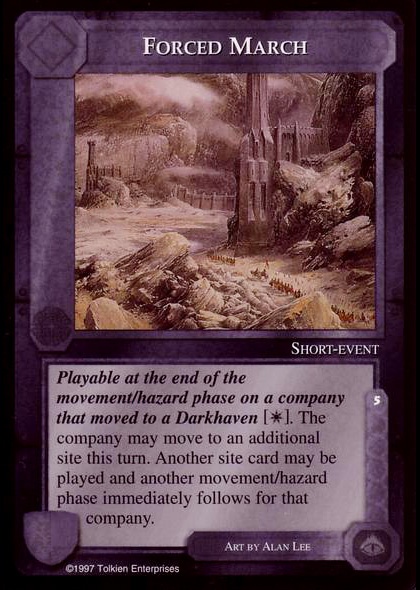 Forced March
Short-event
Playable at the end of the
movement/hazard phase on a company
that moved to a Darkhaven [✶]. The
company may move to an additional
site this turn. Another site card may be
played and another movement/hazard
phase immediately follows for that
company.
5
Art by Alan Lee
©1997 Tolkien Enterprises